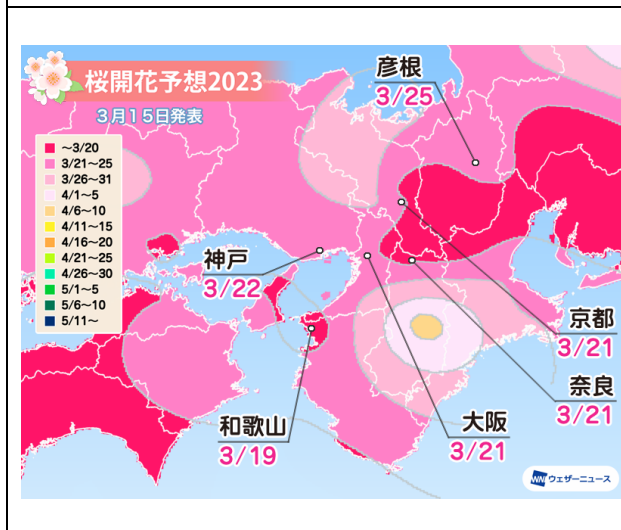 桜開花予想2023
3月15日発表
彦根
3/25
～3/20
3/21～25
3/26～31
4/1～5
4/6～10
4/11～15
4/16～20
4/21～25
4/26～30
5/1～5
5/6～10
5/11～
神戸
3/22
京都
3/21
奈良
3/21
和歌山
3/19
大阪
3/21
WN ウェザーニュース